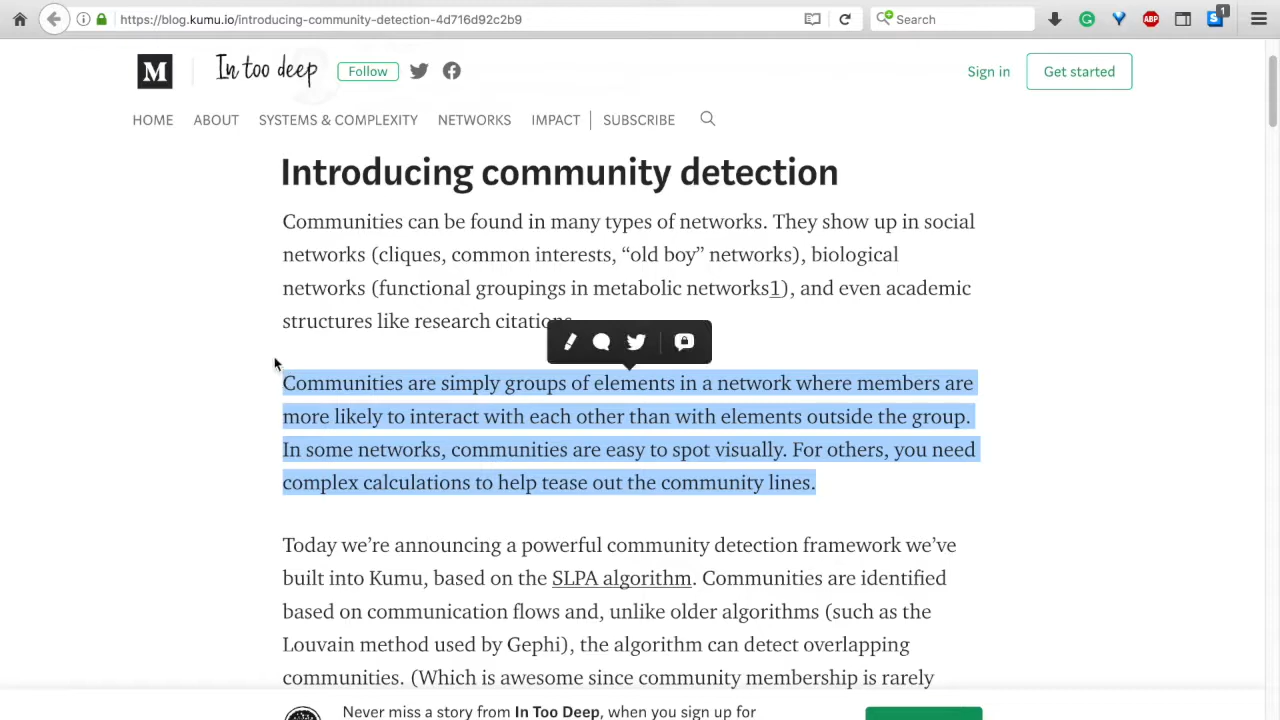 https://blog.kumu.io/introducing-community-detection-4d716d92c2b9
Search
1
ABP
S
M
In too deep
Follow
Sign in
Get started
HOME
ABOUT
SYSTEMS & COMPLEXITY
NETWORKS
IMPACT
SUBSCRIBE
Introducing community detection
Communities can be found in many types of networks. They show up in social
networks (cliques, common interests, “old boy” networks), biological
networks (functional groupings in metabolic networks1), and even academic
structures like research citations.
Communities are simply groups of elements in a network where members are
more likely to interact with each other than with elements outside the group.
In some networks, communities are easy to spot visually. For others, you need
complex calculations to help tease out the community lines.
Today we’re announcing a powerful community detection framework we’ve
built into Kumu, based on the SLPA algorithm. Communities are identified
based on communication flows and, unlike older algorithms (such as the
Louvain method used by Gephi), the algorithm can detect overlapping
communities. (Which is awesome since community membership is rarely
Never miss a story from In Too Deep, when you sign up for